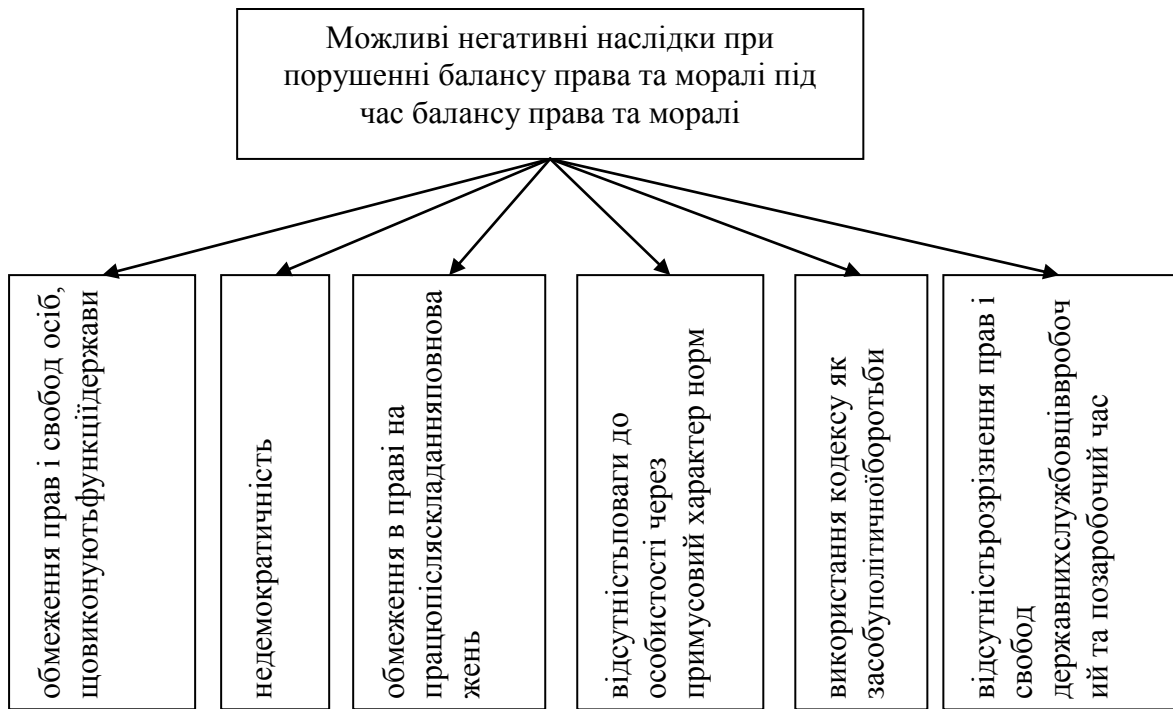 Можливі негативні наслідки при
порушенні балансу права та моралі під
час балансу права та моралі
обмеження прав і свобод осіб,
щовиконуютьфункціїдержави
недемократичність
обмеження в праві на
працюпісляскладанняповнова
жень
відсутністьповаги до
особистості через
примусовий характер норм
використання кодексу як
засобуполітичноїборотьби
відсутністьрозрізнення прав і
свобод
державнихслужбовціввробоч
ий та позаробочий час